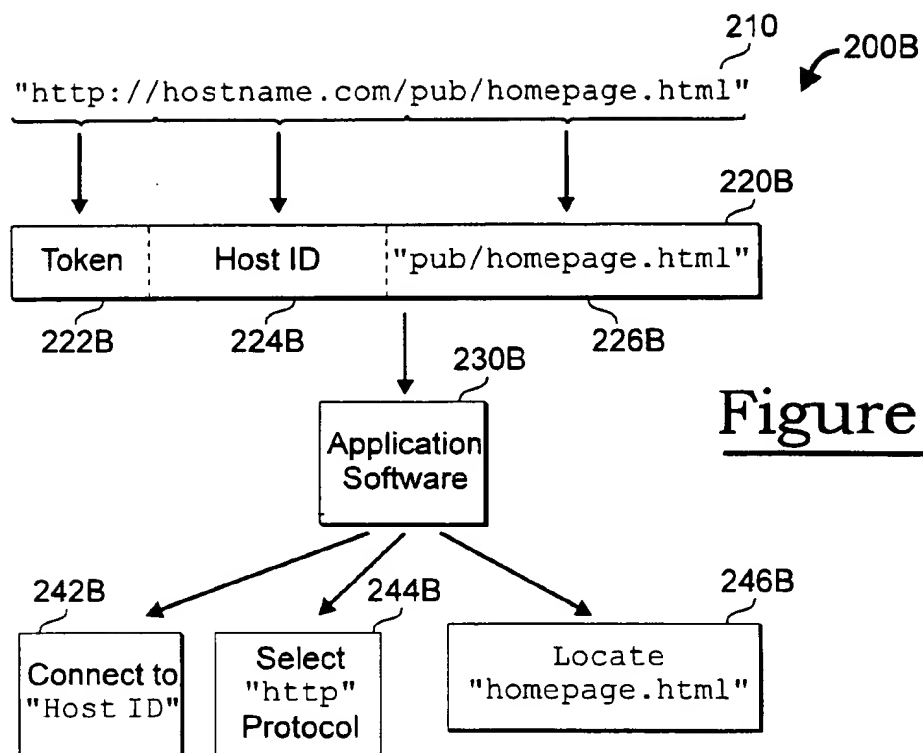 210
200B
"http://hostname.com/pub/homepage.html"
220B
Token
Host ID
"pub/homepage.html"
222B
224B
226B
230B
Application
Software
Figure
242B
244B
246B
Connect to
"Host ID"
Select
"http"
Protocol
Locate
"homepage.html"